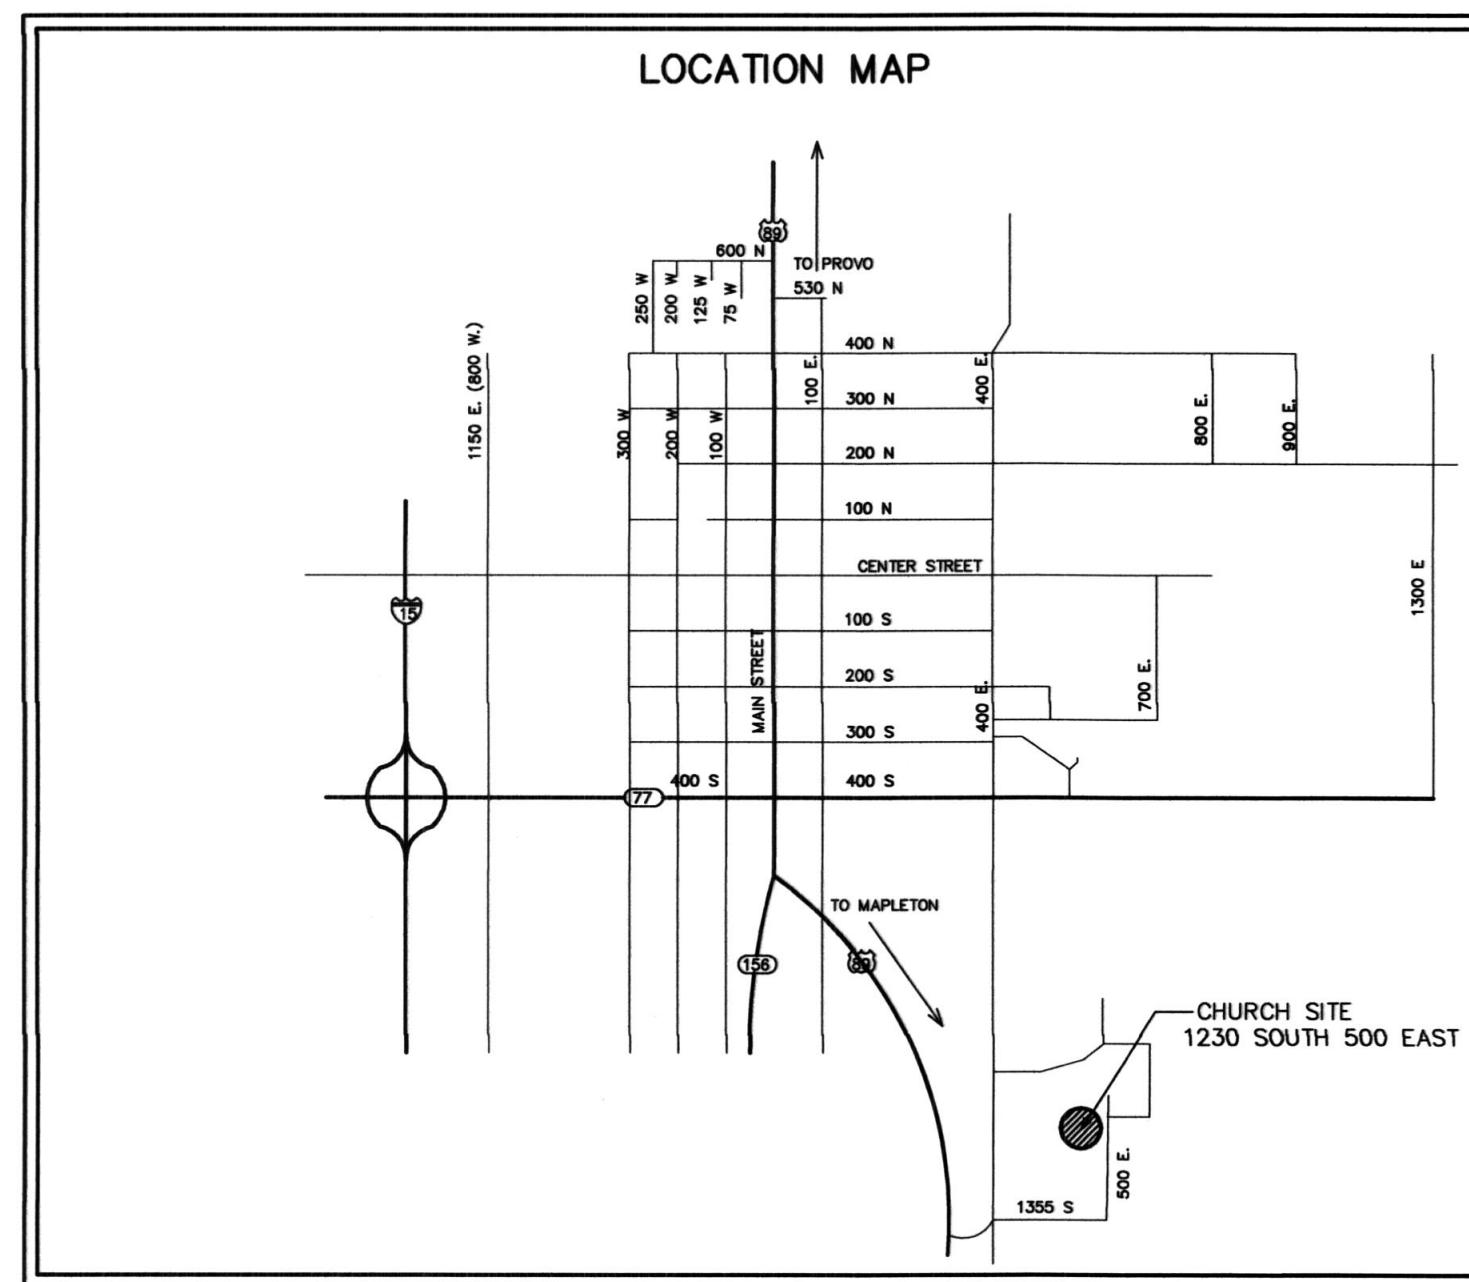 LOCATION MAP
89
600 N
TO PROVO
530 N
250 W
200 W
125 W
75 W
1150 E. (800 W.)
400 N
100 E.
400 E.
300 N
800 E.
900 E.
300 W
200 W
100 W
200 N
100 N
CENTER STREET
15
1300 E
100 S
MAIN STREET
200 S
400 E.
700 E.
300 S
400 S
400 S
77
TO MAPLETON
156
89
CHURCH SITE
1230 SOUTH 500 EAST
500 E.
1355 S